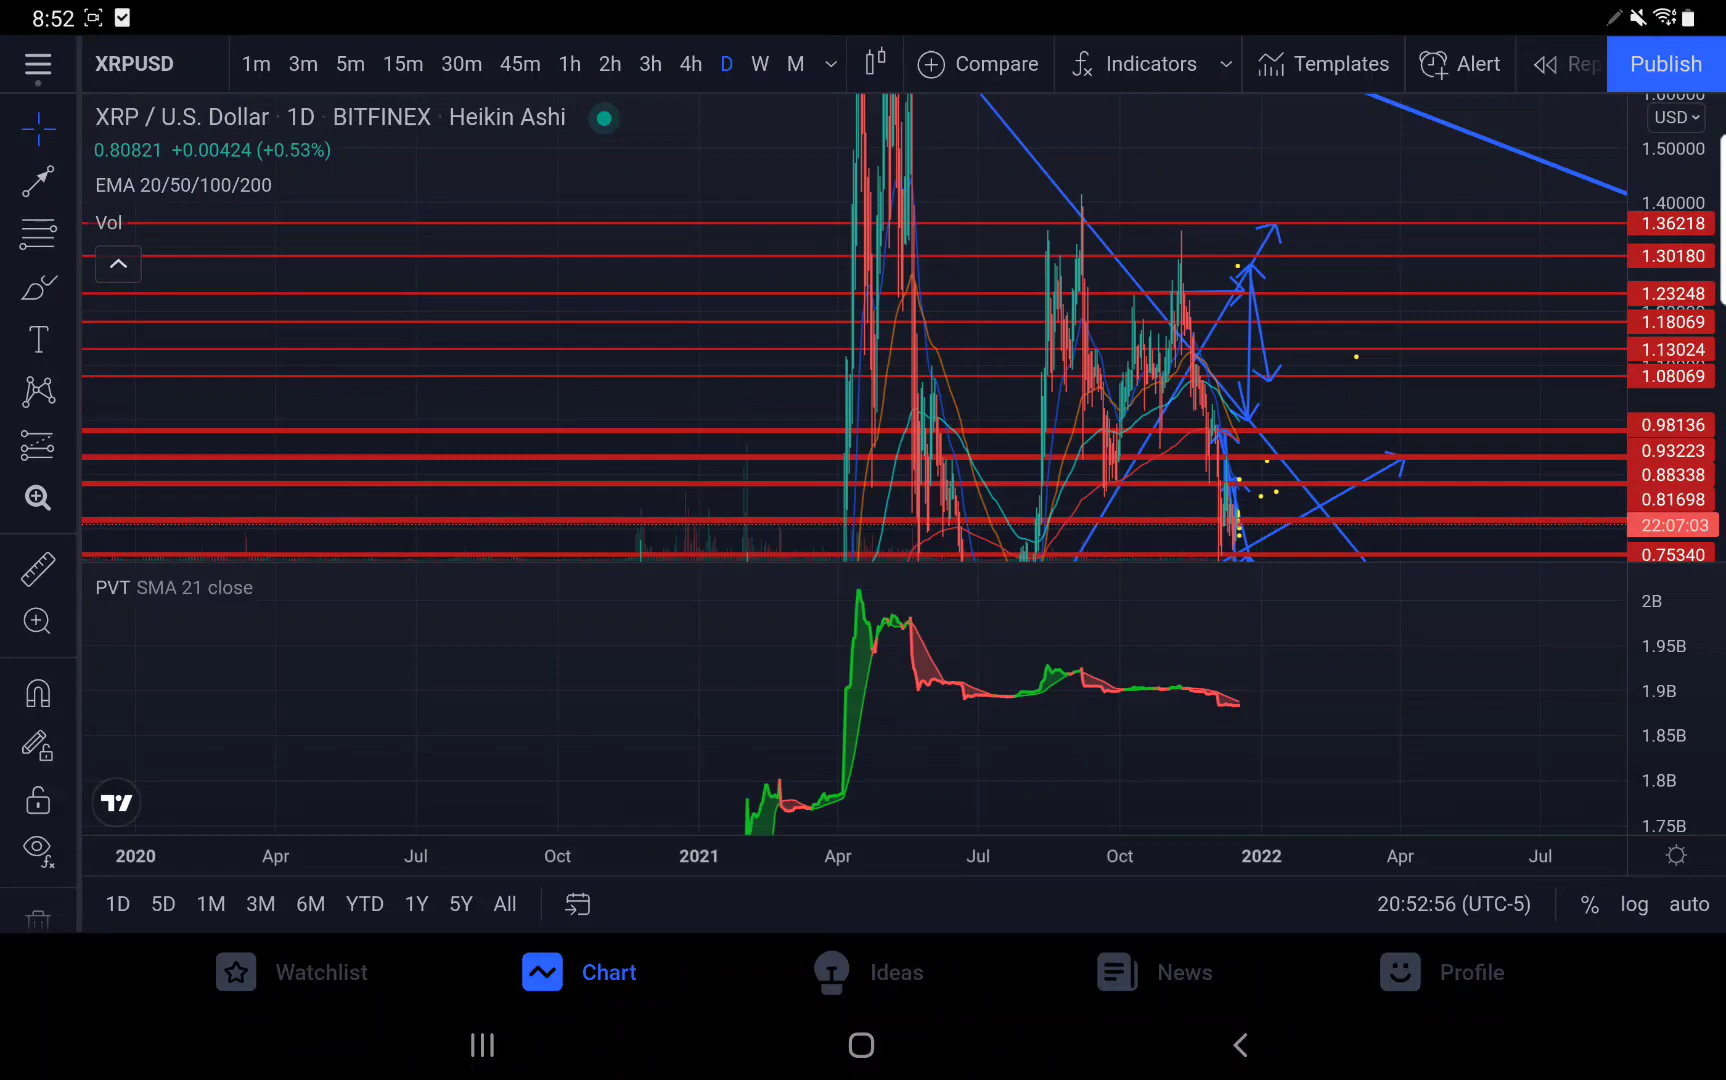 8:52
XRPUSD 1m 3m 5m 15m 30m 45m 1h 2h 3h 4h D W M Compare Indicators Templates Alert Rep Publish
XRP / U.S. Dollar · 1D · BITFINEX · Heikin Ashi
0.80821 +0.00424 (+0.53%)
EMA 20/50/100/200
Vol
USD
1.60000
1.50000
1.40000
1.36218
1.30180
1.23248
1.18069
1.13024
1.08069
0.98136
0.93223
0.88338
0.81698
22:07:03
0.75340
PVT SMA 21 close
2B
1.95B
1.9B
1.85B
1.8B
1.75B
2020 Apr Jul Oct 2021 Apr Jul Oct 2022 Apr Jul
1D 5D 1M 3M 6M YTD 1Y 5Y All 20:52:56 (UTC-5) % log auto
Watchlist Chart Ideas News Profile